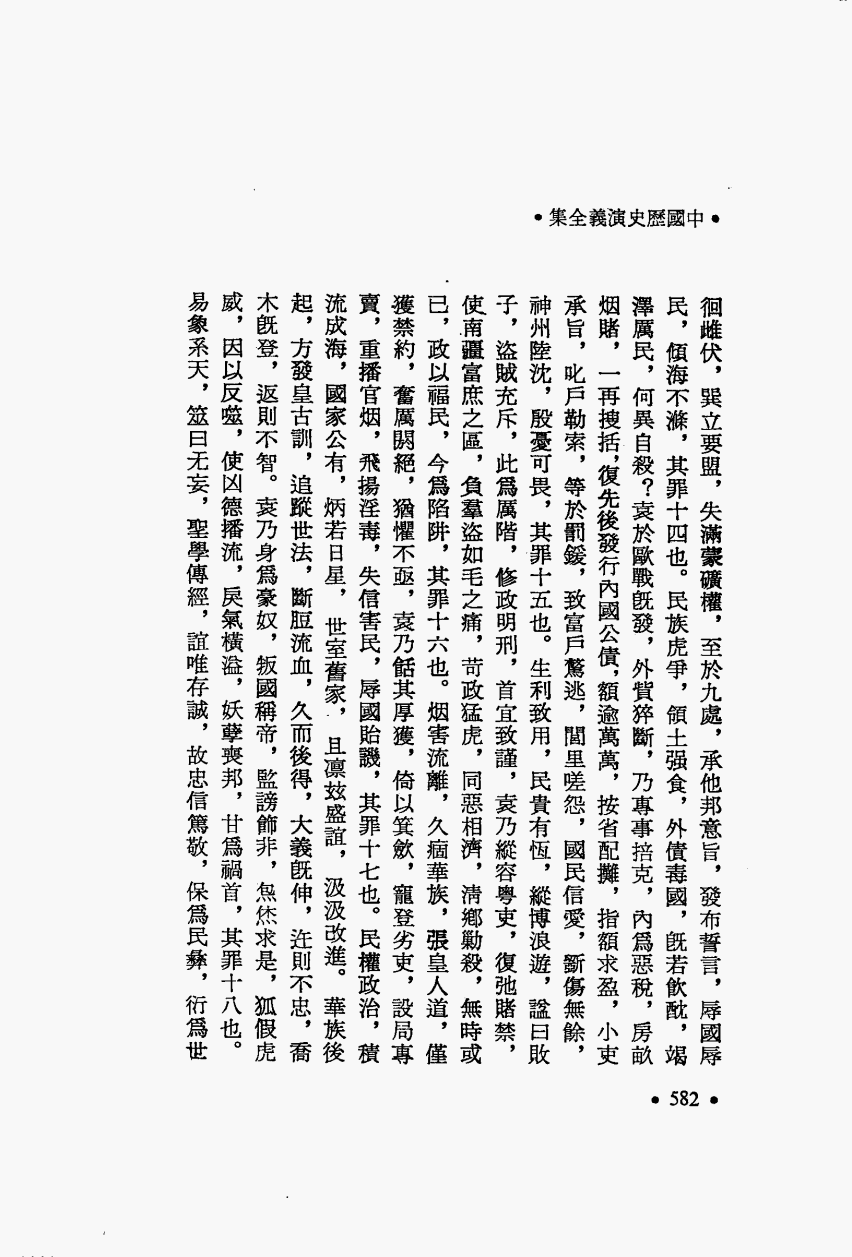 •中國歷史演義全集•
徊雌伏，巽立要盟，失滿蒙礦權，至於九處，承他邦意旨，發布誓言，辱國辱
民，傾海不滌，其罪十四也。民族虎爭，領土强食，外債毒國，旣若飮酖，竭
澤厲民，何異自殺？袁於歐戰旣發，外貲猝斷，乃專事掊克，內爲惡稅，房畝
烟賭，一再搜括，復先後發行內國公債，額逾萬萬，按省配攤，指額求盈，小吏
承旨，叱戶勒索，等於罰鍰，致富戶驚逃，閭里嗟怨，國民信愛，斲傷無餘，
神州陸沈，殷憂可畏，其罪十五也。生利致用，民貴有恆，縱博浪遊，諡曰敗
子，盜賊充斥，此爲厲階，修政明刑，首宜致謹，袁乃縱容粵吏，復弛賭禁，
使南疆富庶之區，負羣盜如毛之痛，苛政猛虎，同惡相濟，淸鄉勦殺，無時或
已，政以福民，今爲陷阱，其罪十六也。烟害流離，久痼華族，張皇人道，僅
獲禁約，奮厲閼絕，猶懼不亟，袁乃餂其厚獲，倚以箕斂，寵登劣吏，設局專
賣，重播官烟，飛揚淫毒，失信害民，辱國貽譏，其罪十七也。民權政治，積
流成海，國家公有，炳若日星，世室舊家，且凛玆盛誼，汲汲改進。華族後
起，方發皇古訓，追蹤世法，斷脰流血，久而後得，大義旣伸，迕則不忠，喬
木旣登，返則不智。袁乃身爲豪奴，叛國稱帝，監謗飾非，炰烋求是，狐假虎
威，因以反噬，使凶德播流，戾氣橫溢，妖孽喪邦，甘爲禍首，其罪十八也。
易象系天，筮曰无妄，聖學傳經，誼唯存誠，故忠信篤敬，保爲民彝，衍爲世
•582•